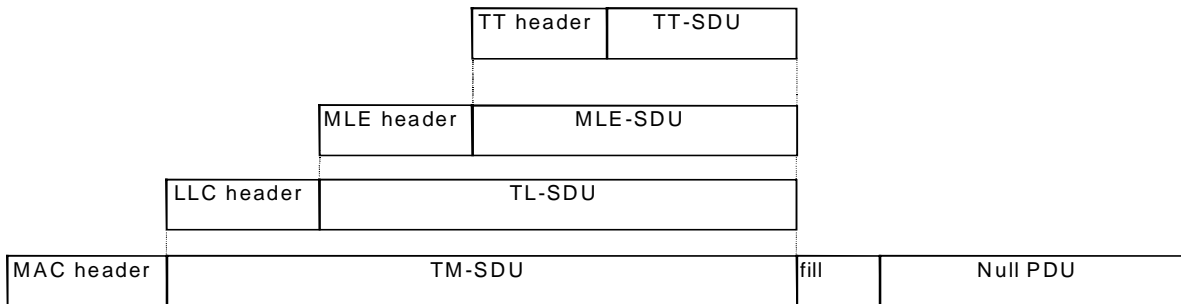 TT header TT-SDU
MLE header MLE-SDU
LLC header TL-SDU
MAC header TM-SDU fill Null PDU